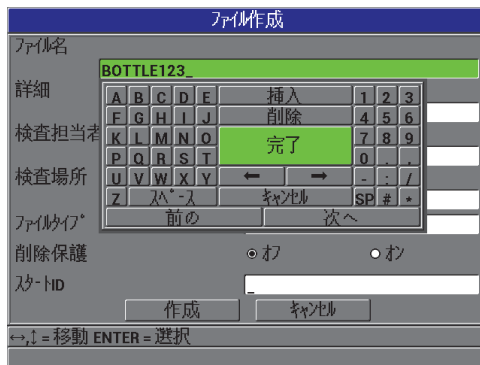 ファイル作成
ファイル名
BOTTLE123_
詳細
検査担当者
検査場所
ファイルタイプ
A B C D E 挿入 1 2 3
F G H I J 削除 4 5 6
K L M N O 完了 7 8 9
P Q R S T 0 . ,
U V W X Y ← → - : /
Z スペース キャンセル SP # *
前の 次へ
削除保護 オフ オン
スタートID _
作成 キャンセル
↔,↕ = 移動 ENTER = 選択